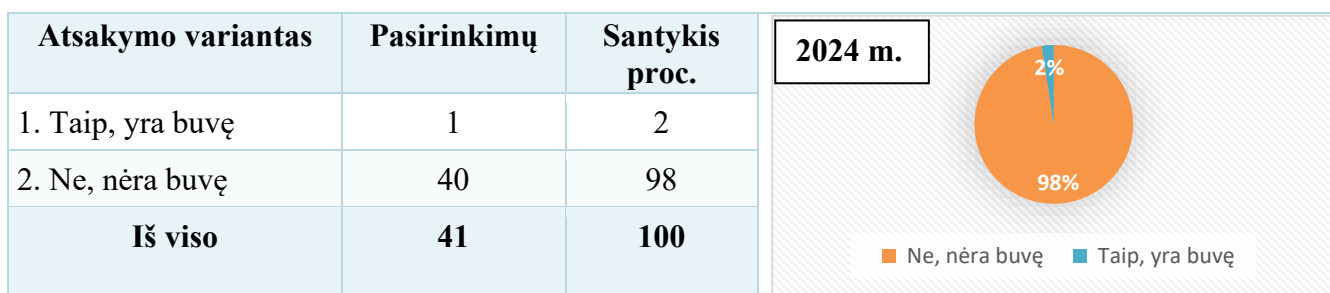 Atsakymo variantas Pasirinkimų Santykis proc.
1. Taip, yra buvę 1 2
2. Ne, nėra buvę 40 98
Iš viso 41 100
2024 m.
2%
98%
Ne, nėra buvę Taip, yra buvę